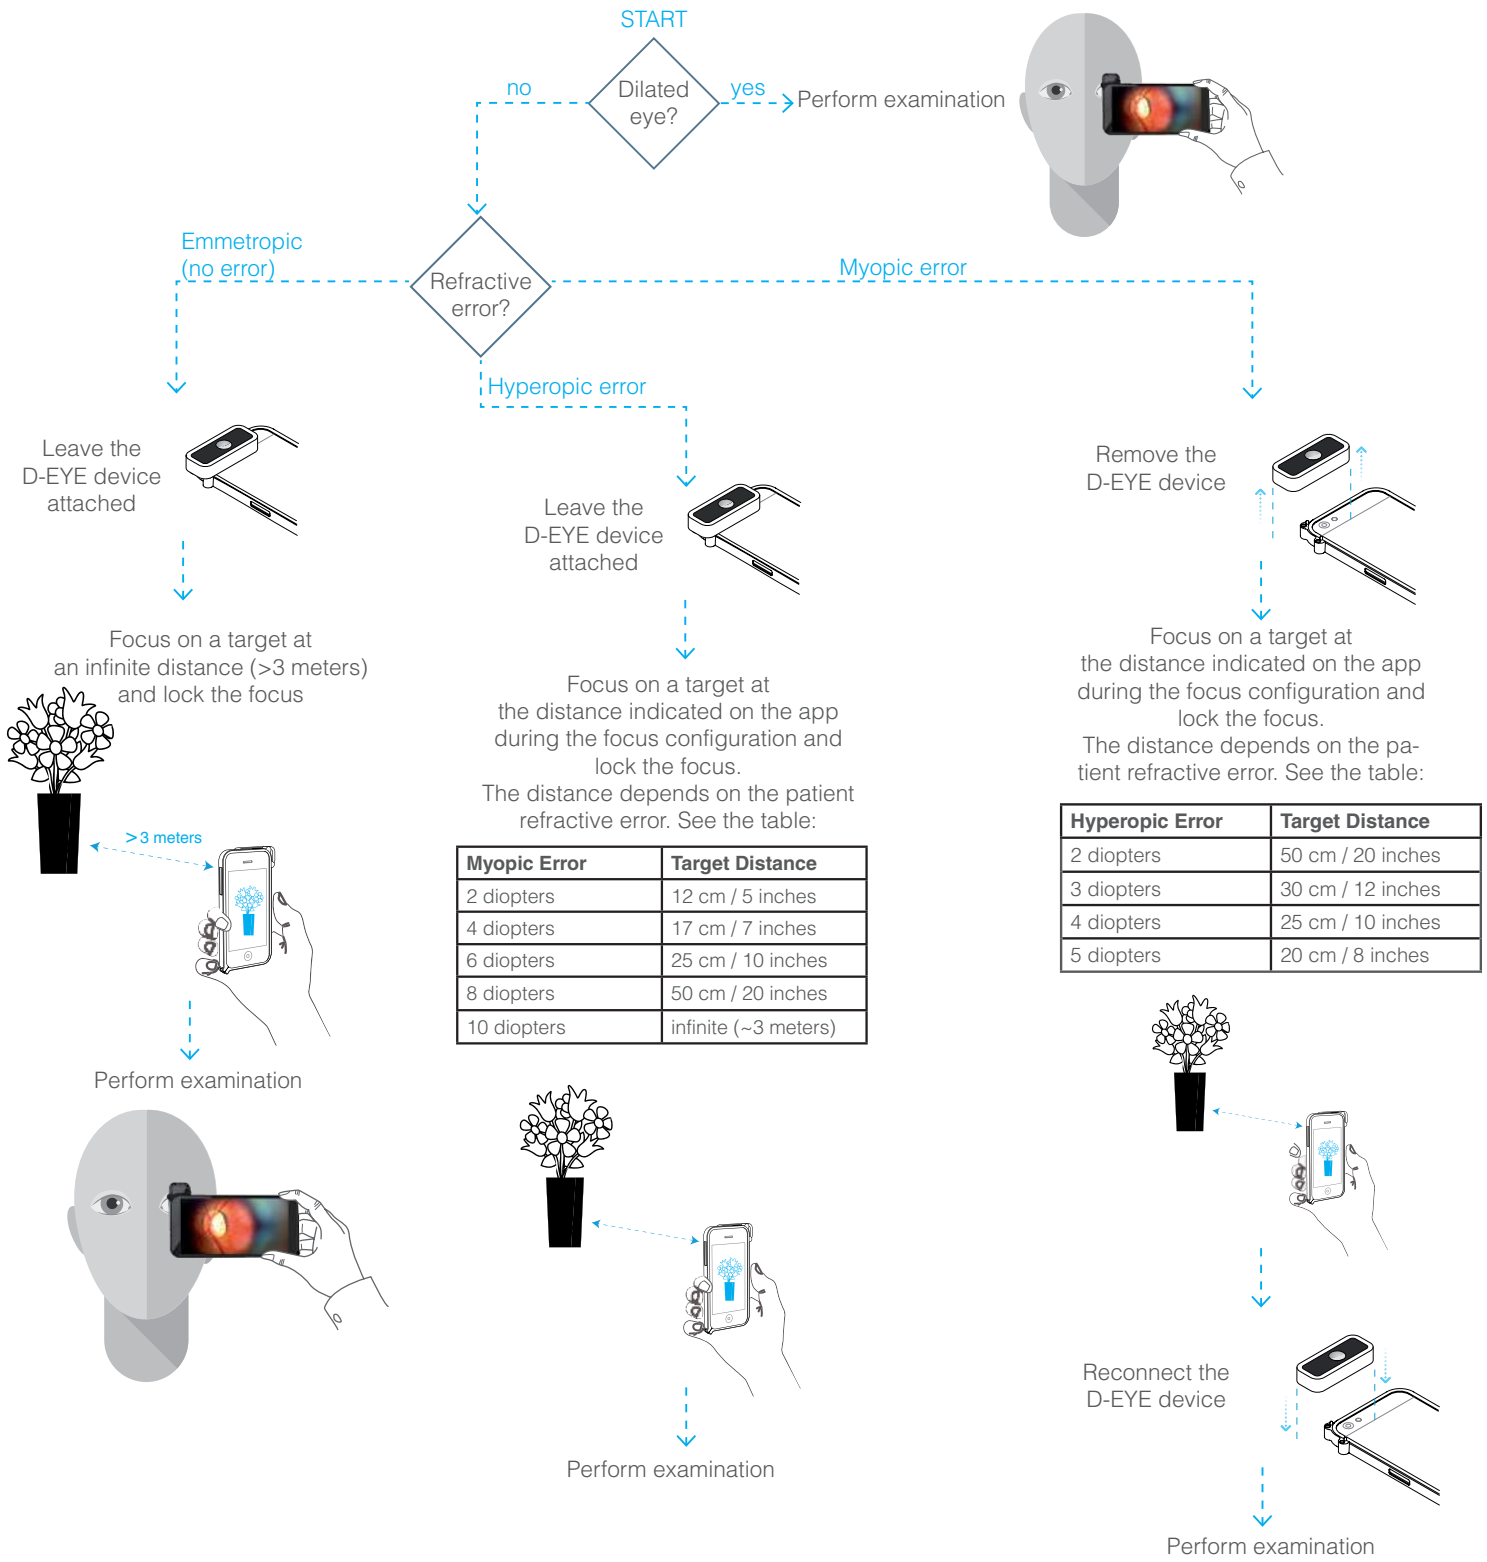 START
Dilated
eye?
no
yes
Perform examination
Refractive
error?
Emmetropic
(no error)
Myopic error
Hyperopic error
Leave the
D-EYE device
attached
Focus on a target at
an infinite distance (>3 meters)
and lock the focus
>3 meters
Perform examination
Leave the
D-EYE device
attached
Focus on a target at
the distance indicated on the app
during the focus configuration and
lock the focus.
The distance depends on the patient
refractive error. See the table:
Myopic Error Target Distance
2 diopters 12 cm / 5 inches
4 diopters 17 cm / 7 inches
6 diopters 25 cm / 10 inches
8 diopters 50 cm / 20 inches
10 diopters infinite (~3 meters)
Perform examination
Remove the
D-EYE device
Focus on a target at
the distance indicated on the app
during the focus configuration and
lock the focus.
The distance depends on the pa-
tient refractive error. See the table:
Hyperopic Error Target Distance
2 diopters 50 cm / 20 inches
3 diopters 30 cm / 12 inches
4 diopters 25 cm / 10 inches
5 diopters 20 cm / 8 inches
Reconnect the
D-EYE device
Perform examination